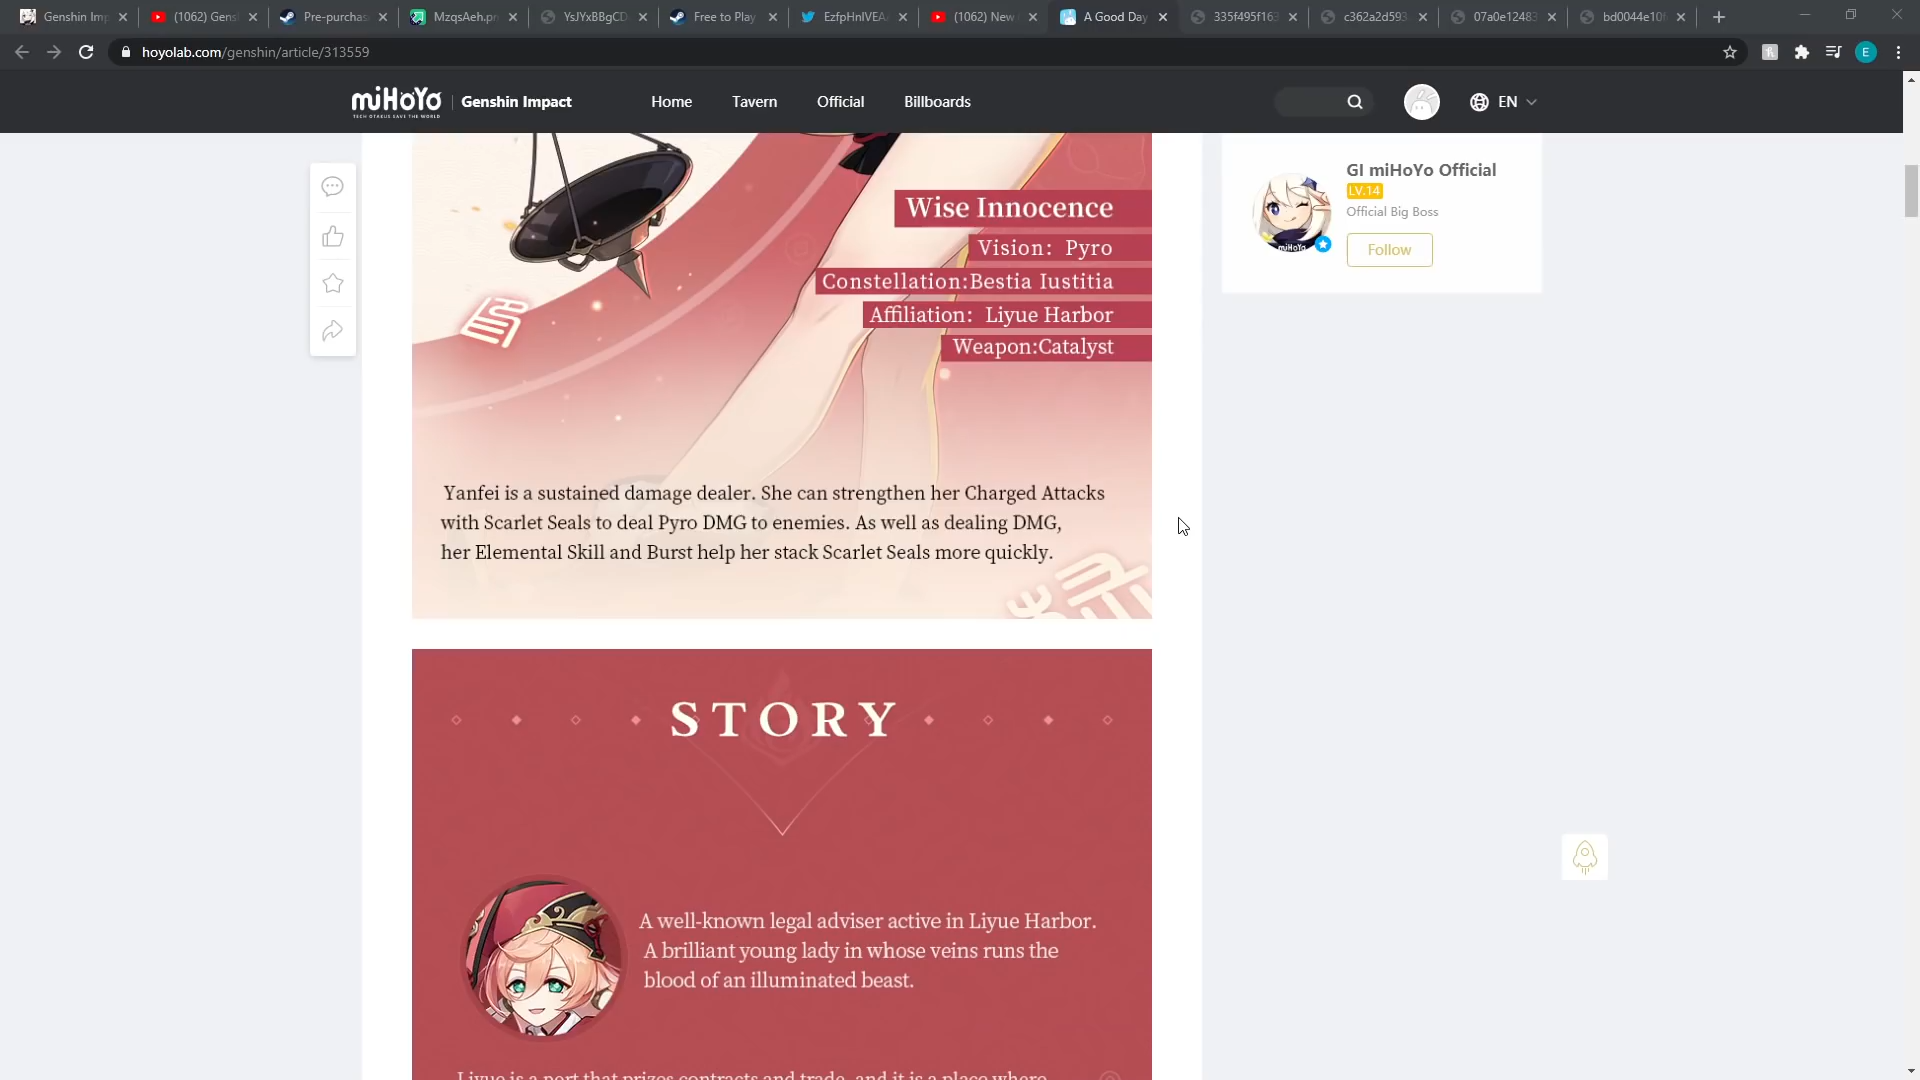 Genshin Imp
(1062) Gens
Pre-purchas
MzqsAeh.pn
YsJYxBBgCD
Free to Play
EzfpHnIVEAA
(1062) New
A Good Day
335f495f163
c362a2d593
07a0e12483
bd0044e10f
hoyolab.com/genshin/article/313559
E
miHoYo
TECH OTAKUS SAVE THE WORLD
Genshin Impact
Home
Tavern
Official
Billboards
EN
GI miHoYo Official
LV.14
Official Big Boss
Follow
miHoYo
Wise Innocence
Vision: Pyro
Constellation:Bestia Iustitia
Affiliation: Liyue Harbor
Weapon:Catalyst
Yanfei is a sustained damage dealer. She can strengthen her Charged Attacks
with Scarlet Seals to deal Pyro DMG to enemies. As well as dealing DMG,
her Elemental Skill and Burst help her stack Scarlet Seals more quickly.
STORY
A well-known legal adviser active in Liyue Harbor.
A brilliant young lady in whose veins runs the
blood of an illuminated beast.
Liyue is a port that prizes contracts and trade, and it is a place where